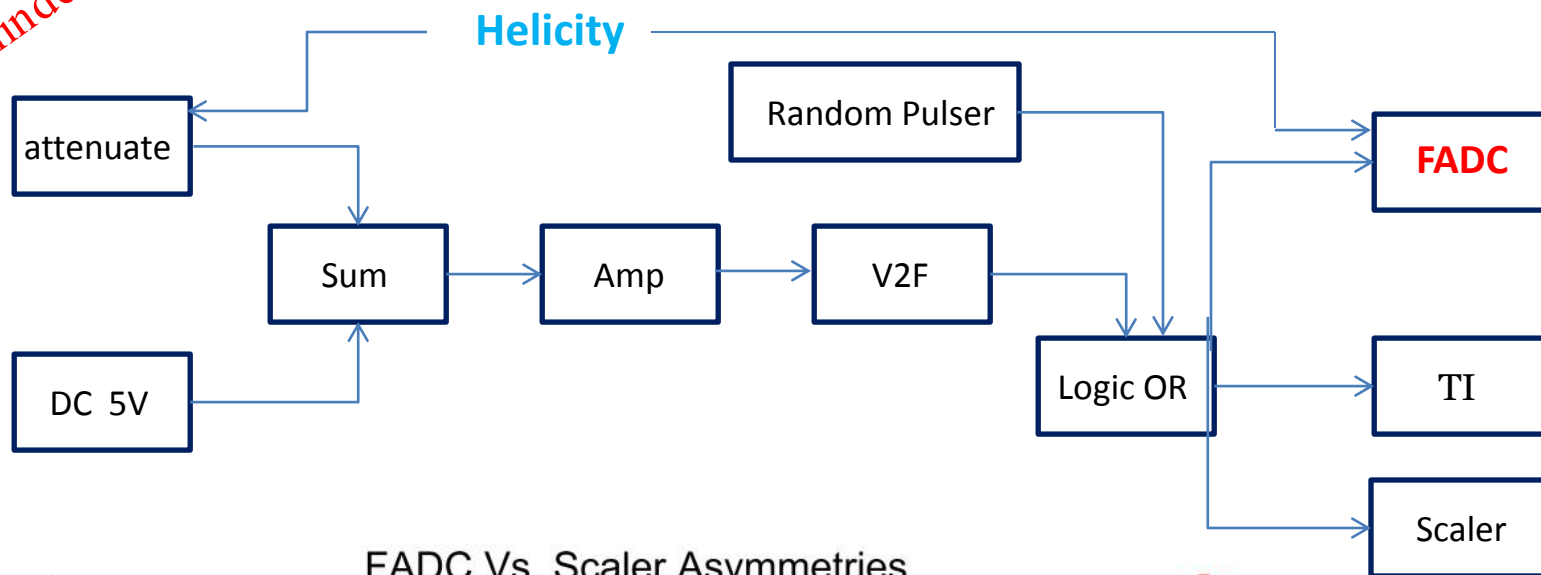 Helicity
Random Pulser
attenuate
FADC
Sum
Amp
V2F
DC 5V
Logic OR
TI
Scaler
FADC Vs. Scaler Asymmetries